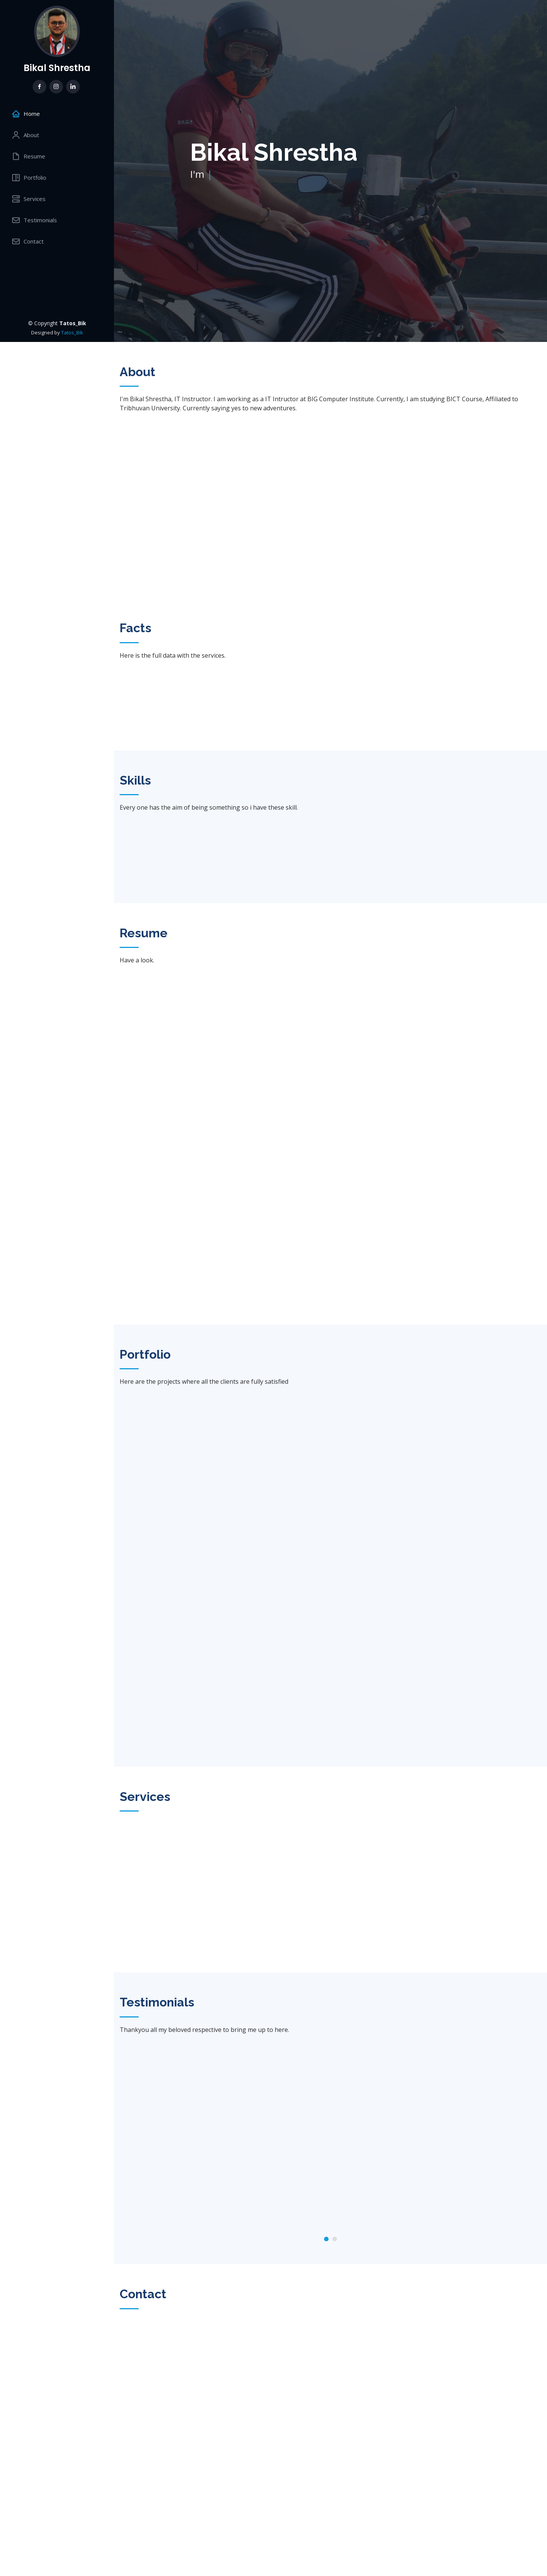 Bikal Shrestha
Home
About
Resume
Portfolio
Services
Testimonials
Contact
© Copyright Tatos_Bik
Designed by Tatos_Bik
Bikal Shrestha
I'm |
About
I'm Bikal Shrestha, IT Instructor. I am working as a IT Intructor at BIG Computer Institute. Currently, I am studying BICT Course, Affiliated to
Tribhuvan University. Currently saying yes to new adventures.
Facts
Here is the full data with the services.
Skills
Every one has the aim of being something so i have these skill.
Resume
Have a look.
Portfolio
Here are the projects where all the clients are fully satisfied
Services
Testimonials
Thankyou all my beloved respective to bring me up to here.
Contact